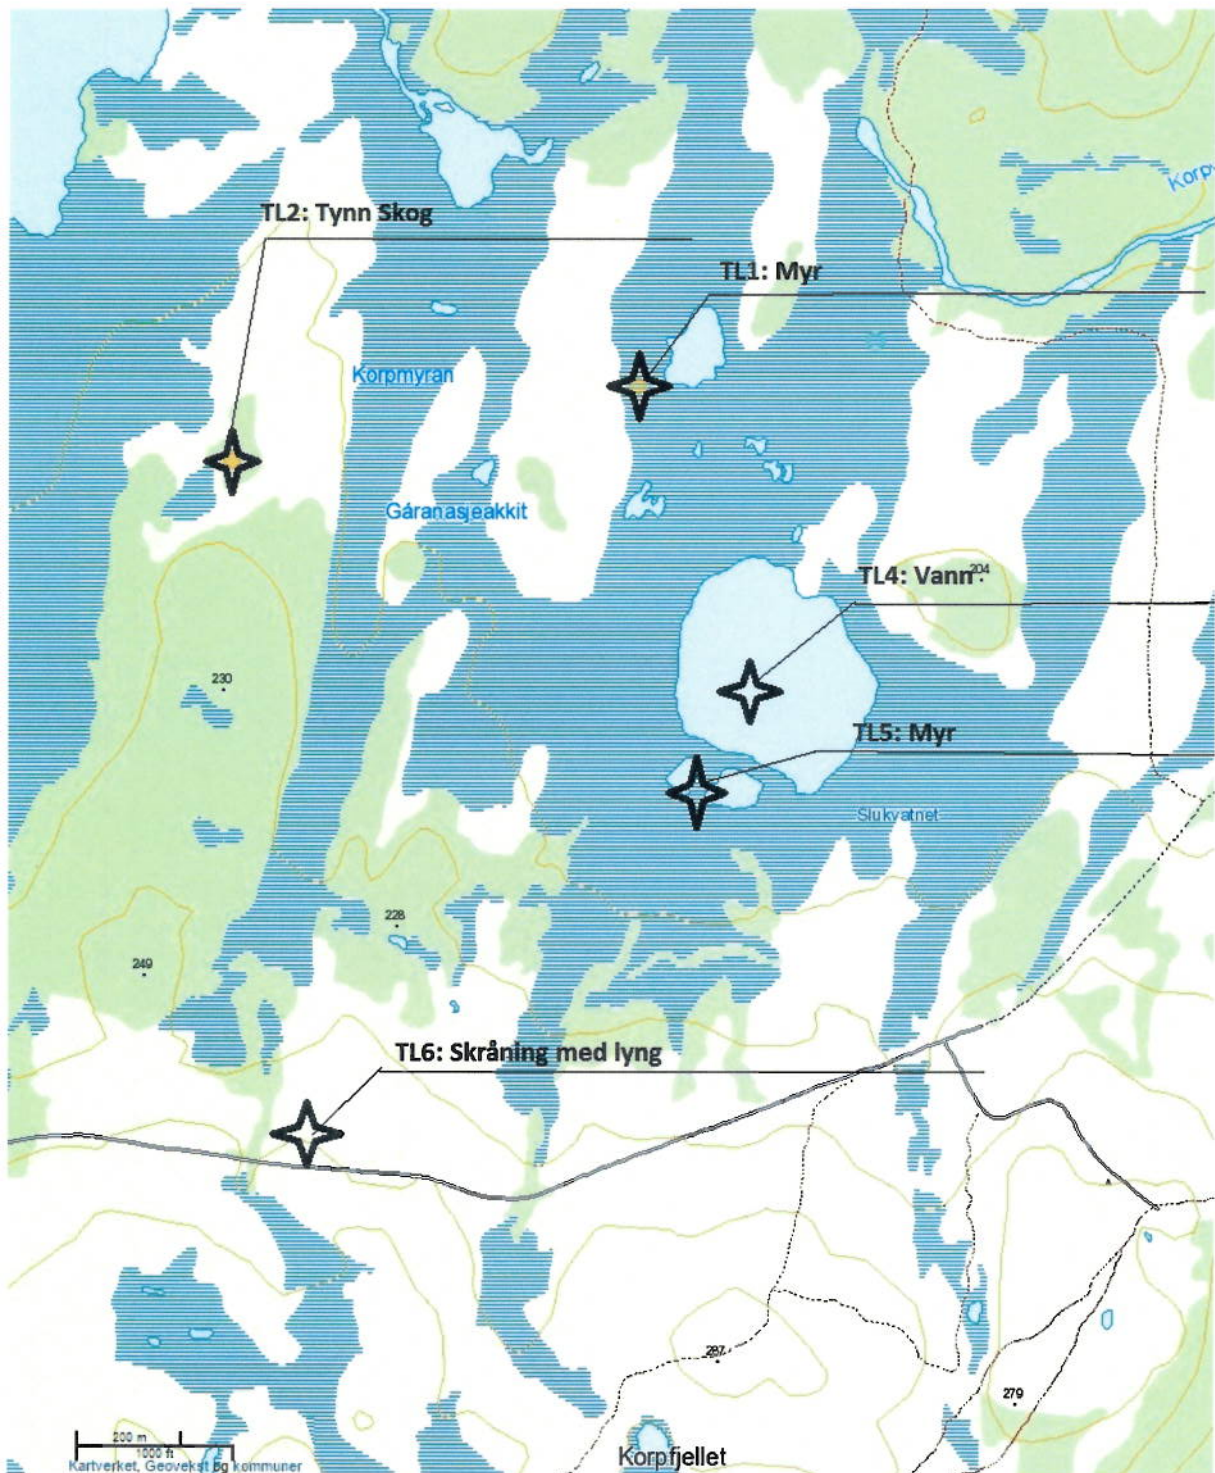 Korp
TL2: Tynn Skog
TL1: Myr
Korpmyran
Gáranasjeakkit
TL4: Vann
204
230
TL5: Myr
Slukvatnet
228
249
TL6: Skråning med lyng
287
279
200 m
1000 ft
Korpfjellet
Kartverket, Geovekst og kommuner